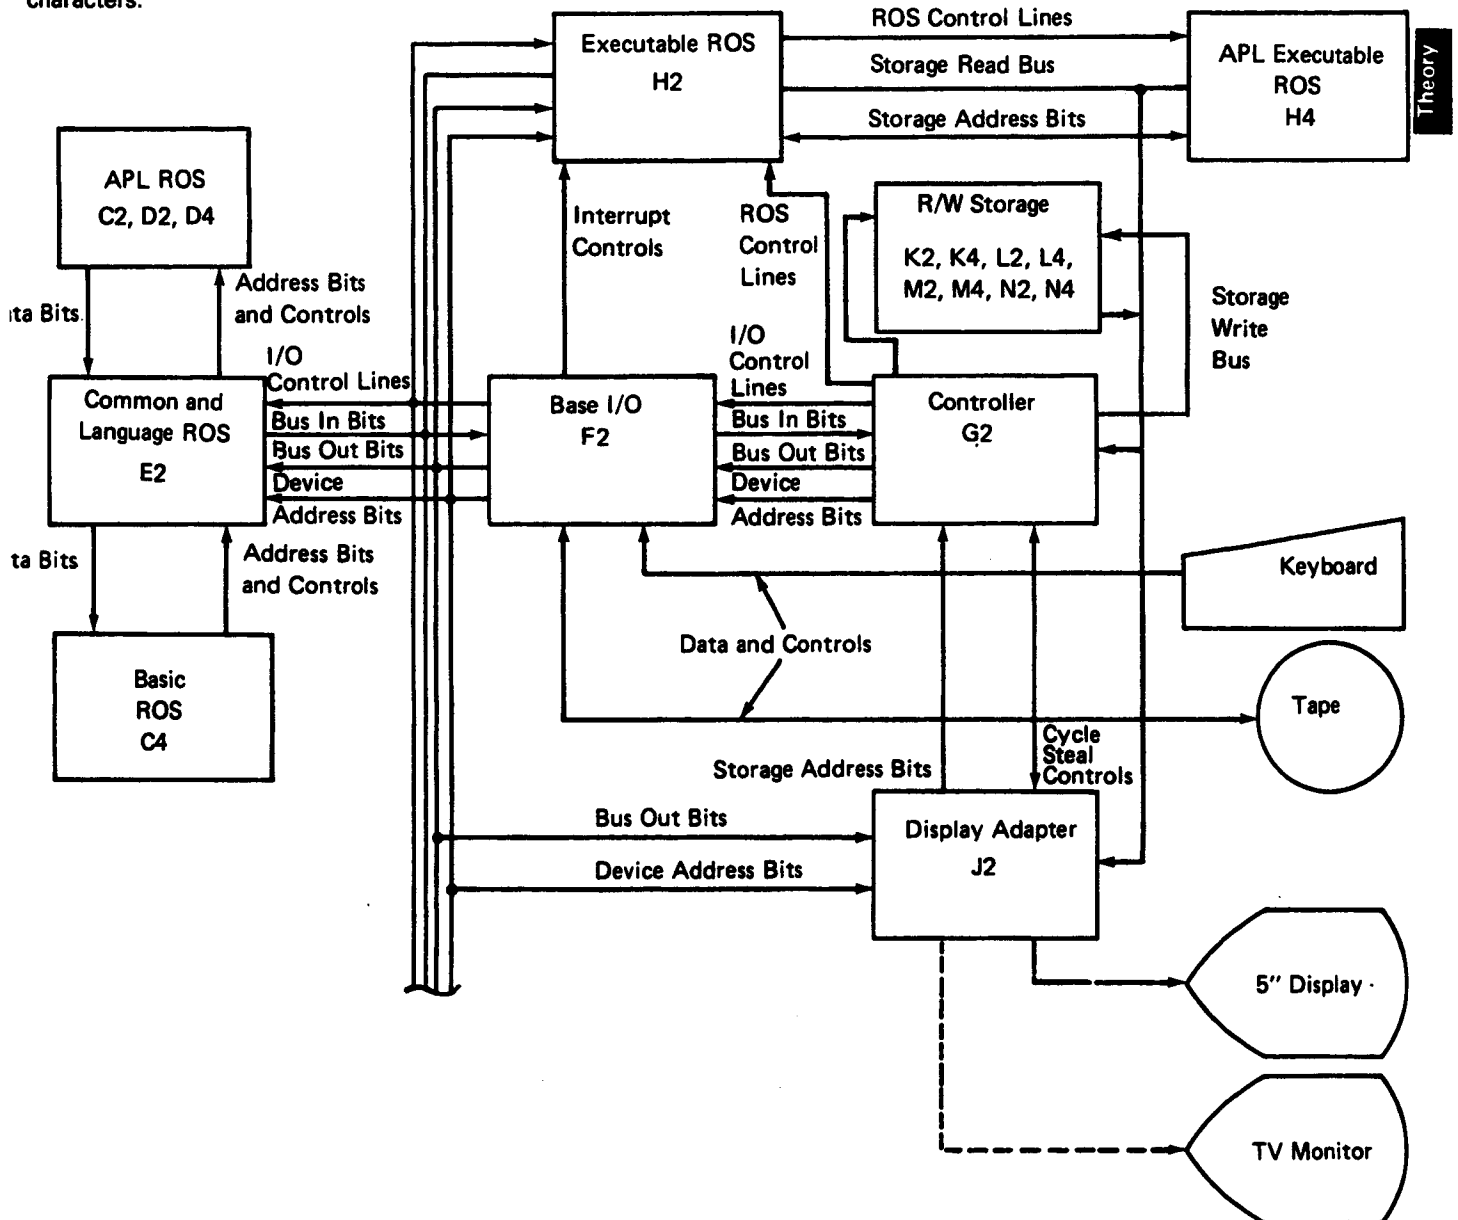 characters.
ROS Control Lines
Executable ROS
H2
Storage Read Bus
APL Executable
ROS
H4
Theory
Storage Address Bits
APL ROS
C2, D2, D4
Interrupt
Controls
ROS
Control
Lines
R/W Storage
K2, K4, L2, L4,
M2, M4, N2, N4
Address Bits
and Controls
Bits
Storage
Write
Bus
I/O
Control Lines
I/O
Control
Lines
Common and
Language ROS
E2
Bus In Bits
Bus Out Bits
Device
Address Bits
Base I/O
F2
Bus In Bits
Bus Out Bits
Device
Address Bits
Controller
G2
Bits
Address Bits
and Controls
Keyboard
Data and Controls
Basic
ROS
C4
Tape
Cycle
Steal
Controls
Storage Address Bits
Bus Out Bits
Device Address Bits
Display Adapter
J2
5" Display
TV Monitor